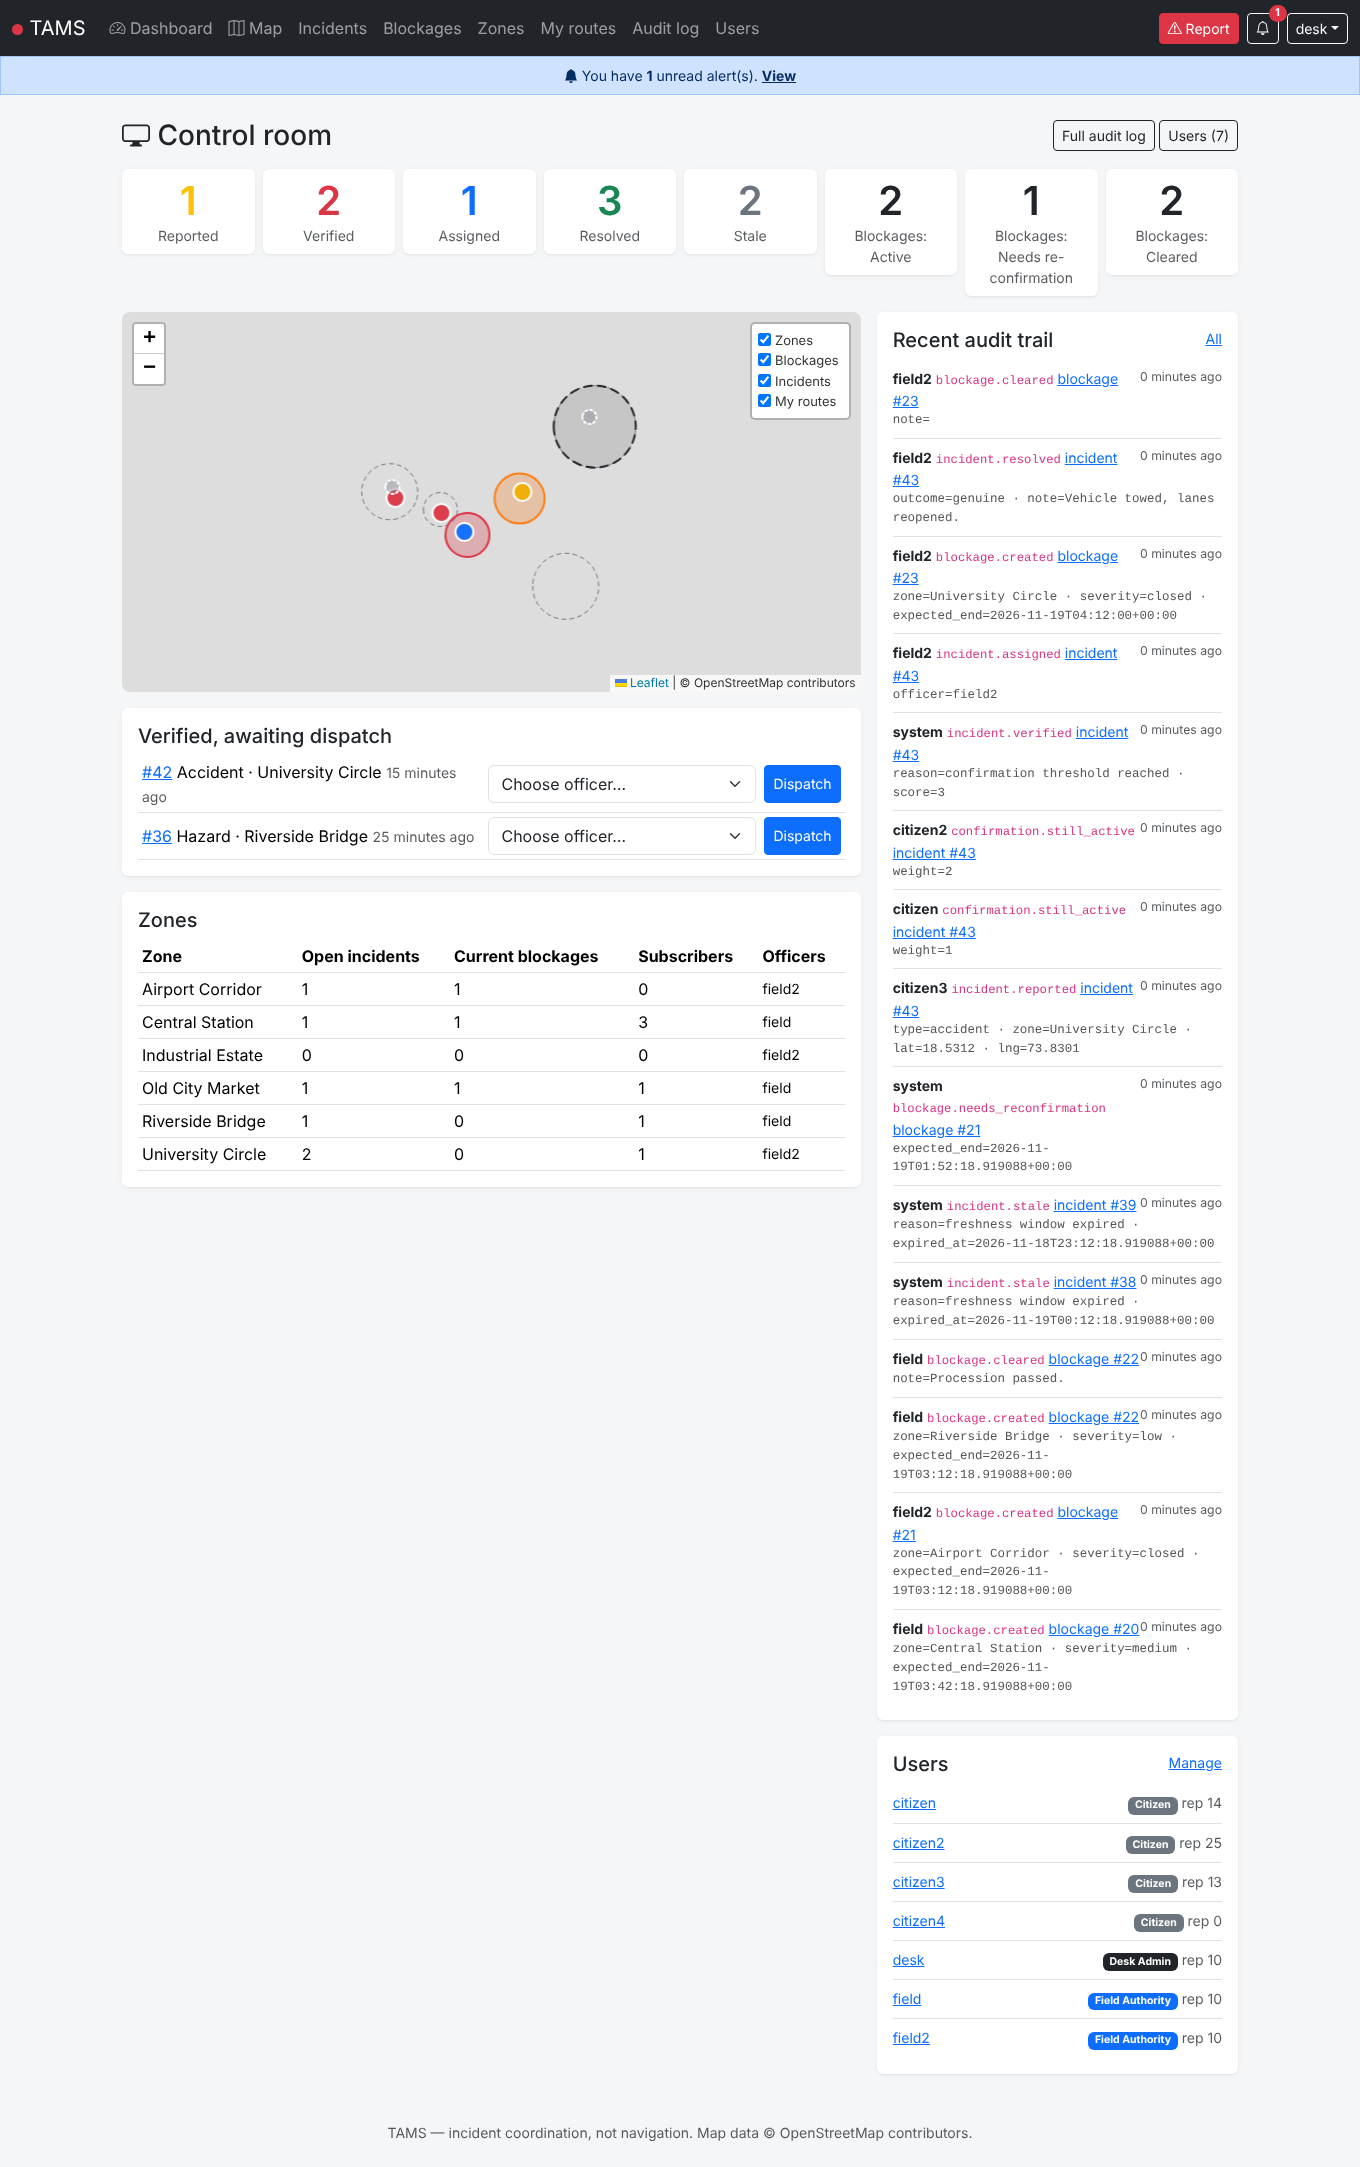 TAMS Dashboard Map Incidents Blockages Zones My routes Audit log Users Report 1 desk
You have 1 unread alert(s). View
Control room
Full audit log Users (7)
1 2 1 3 2 2 1 2
Reported Verified Assigned Resolved Stale Blockages: Blockages: Blockages:
Active Needs re- Cleared
confirmation
+
−
Zones
Blockages
Incidents
My routes
Leaflet | © OpenStreetMap contributors
Verified, awaiting dispatch
#42 Accident · University Circle 15 minutes
ago
Choose officer... Dispatch
#36 Hazard · Riverside Bridge 25 minutes ago Choose officer... Dispatch
Zones
Zone Open incidents Current blockages Subscribers Officers
Airport Corridor 1 1 0 field2
Central Station 1 1 3 field
Industrial Estate 0 0 0 field2
Old City Market 1 1 1 field
Riverside Bridge 1 0 1 field
University Circle 2 0 1 field2
Recent audit trail All
field2 blockage.cleared blockage 0 minutes ago
#23
note=
field2 incident.resolved incident 0 minutes ago
#43
outcome=genuine · note=Vehicle towed, lanes
reopened.
field2 blockage.created blockage 0 minutes ago
#23
zone=University Circle · severity=closed ·
expected_end=2026-11-19T04:12:00+00:00
field2 incident.assigned incident 0 minutes ago
#43
officer=field2
system incident.verified incident 0 minutes ago
#43
reason=confirmation threshold reached ·
score=3
citizen2 confirmation.still_active 0 minutes ago
incident #43
weight=2
citizen confirmation.still_active 0 minutes ago
incident #43
weight=1
citizen3 incident.reported incident 0 minutes ago
#43
type=accident · zone=University Circle ·
lat=18.5312 · lng=73.8301
system 0 minutes ago
blockage.needs_reconfirmation
blockage #21
expected_end=2026-11-
19T01:52:18.919088+00:00
system incident.stale incident #39 0 minutes ago
reason=freshness window expired ·
expired_at=2026-11-18T23:12:18.919088+00:00
system incident.stale incident #38 0 minutes ago
reason=freshness window expired ·
expired_at=2026-11-19T00:12:18.919088+00:00
field blockage.cleared blockage #22 0 minutes ago
note=Procession passed.
field blockage.created blockage #22 0 minutes ago
zone=Riverside Bridge · severity=low ·
expected_end=2026-11-
19T03:12:18.919088+00:00
field2 blockage.created blockage 0 minutes ago
#21
zone=Airport Corridor · severity=closed ·
expected_end=2026-11-
19T03:12:18.919088+00:00
field blockage.created blockage #20 0 minutes ago
zone=Central Station · severity=medium ·
expected_end=2026-11-
19T03:42:18.919088+00:00
Users Manage
citizen Citizen rep 14
citizen2 Citizen rep 25
citizen3 Citizen rep 13
citizen4 Citizen rep 0
desk Desk Admin rep 10
field Field Authority rep 10
field2 Field Authority rep 10
TAMS — incident coordination, not navigation. Map data © OpenStreetMap contributors.